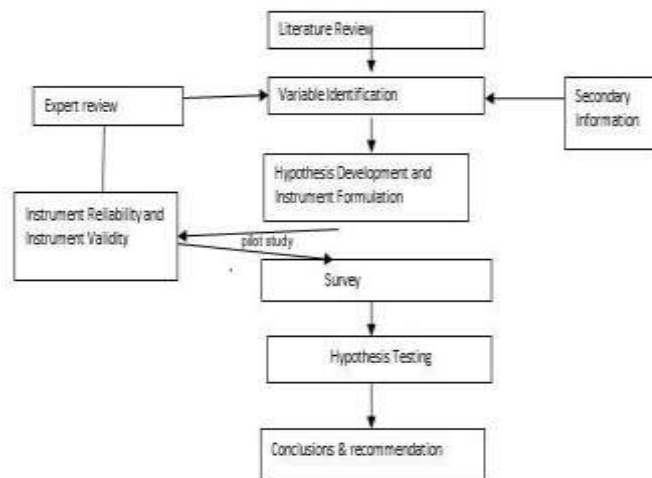 Literature Review
Expert review
Variable Identification
Secondary
Information
Hypothesis Development and
Instrument Formulation
Instrument Reliability and
Instrument Validity
pilot study
Survey
Hypothesis Testing
Conclusions & recommendation